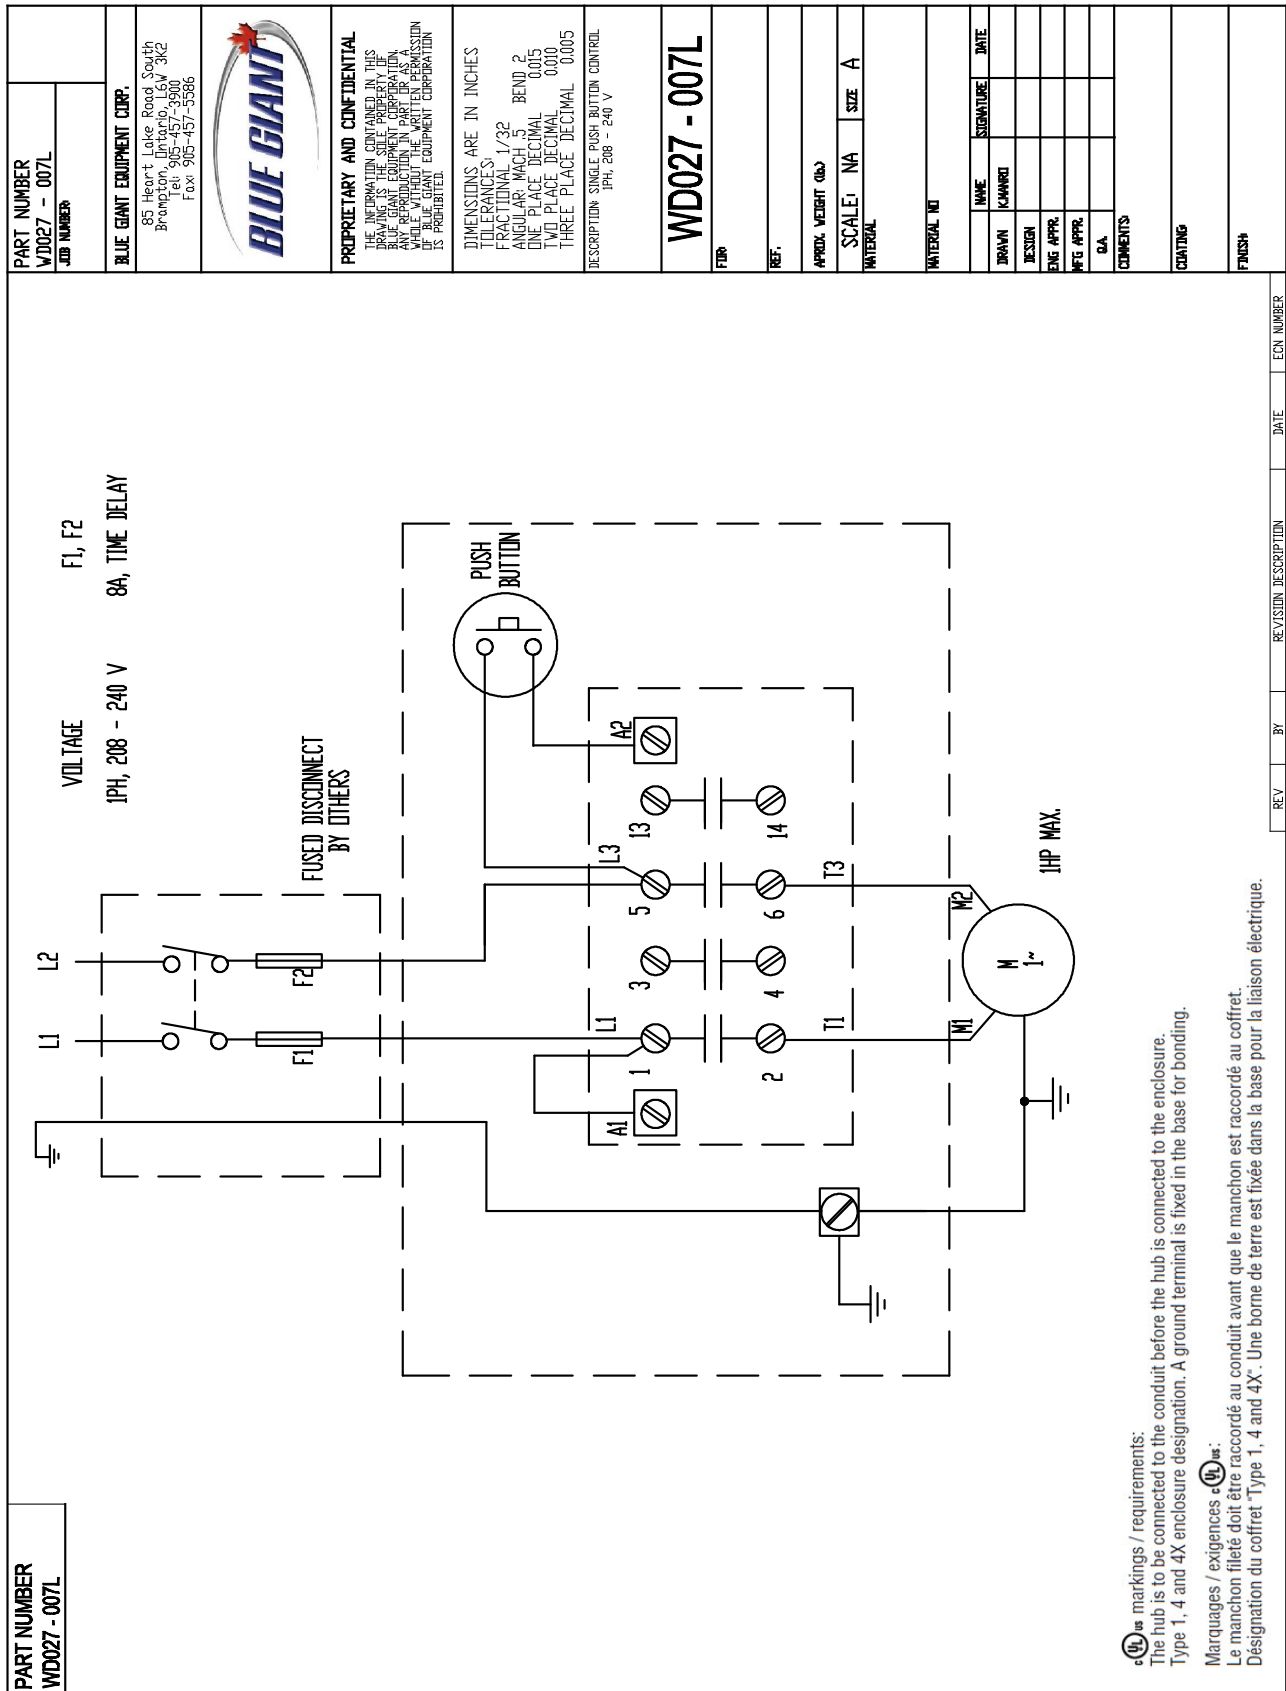 PART NUMBER
WD027 - 007L
PART NUMBER
WD027 - 007L
JOB NUMBER:
BLUE GIANT EQUIPMENT CORP.
85 Heart Lake Road South
Brampton, Ontario, L6W 3K2
Tel: 905-457-3900
Fax: 905-457-5586
BLUE GIANT
PROPRIETARY AND CONFIDENTIAL
THE INFORMATION CONTAINED IN THIS
DRAWING IS THE SOLE PROPERTY OF
BLUE GIANT EQUIPMENT CORPORATION.
ANY REPRODUCTION IN PART OR AS A
WHOLE WITHOUT THE WRITTEN PERMISSION
OF BLUE GIANT EQUIPMENT CORPORATION
IS PROHIBITED.
DIMENSIONS ARE IN INCHES
TOLERANCES:
FRACTIONAL 1/32
ANGULAR: MACH .5 BEND 2
ONE PLACE DECIMAL 0.015
TWO PLACE DECIMAL 0.010
THREE PLACE DECIMAL 0.005
DESCRIPTION: SINGLE PUSH BUTTON CONTROL
1PH, 208 - 240 V
WD027 - 007L
FOR:
REF.
APROX. WEIGHT (lb.)
SCALE: NA SIZE A
MATERIAL
MATERIAL NO
NAME SIGNATURE DATE
DRAWN K.MANRO
DESIGN
ENG APPR.
MFG APPR.
Q.A.
COMMENTS:
COATING:
FINISH:
VOLTAGE F1, F2
1PH, 208 - 240 V 8A, TIME DELAY
L1 L2
FUSED DISCONNECT
BY OTHERS
F1 F2
PUSH
BUTTON
A1 L1 L3 A2
1 3 5 13
2 4 6 14
T1 T3
M1 M2
M
1~
1HP MAX.
cULus markings / requirements:
The hub is to be connected to the conduit before the hub is connected to the enclosure.
Type 1, 4 and 4X enclosure designation. A ground terminal is fixed in the base for bonding.
Marquages / exigences cULus:
Le manchon fileté doit être raccordé au conduit avant que le manchon est raccordé au coffret.
Désignation du coffret "Type 1, 4 and 4X". Une borne de terre est fixée dans la base pour la liaison électrique.
REV BY REVISION DESCRIPTION DATE ECN NUMBER